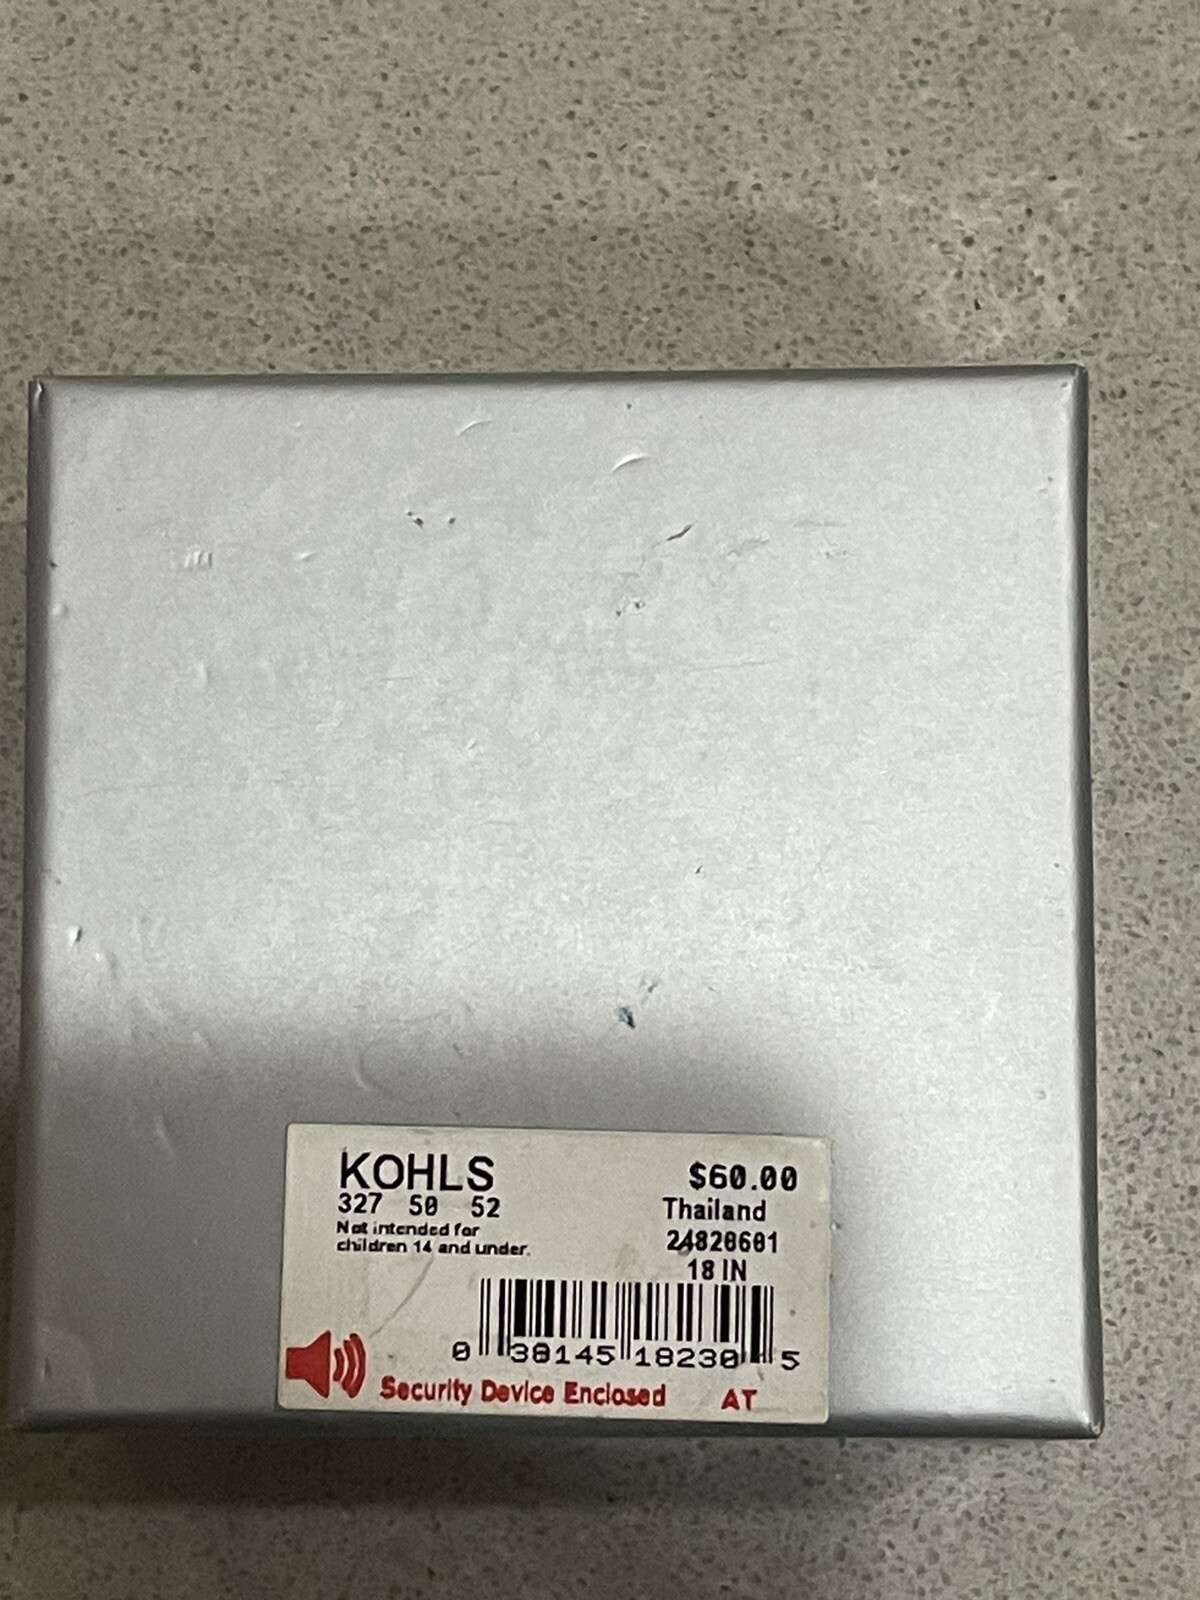 KOHLS $60.00
327 50 52 Thailand
Not intended for 24820601
children 14 and under. 18 IN
0 38145 18230 5
Security Device Enclosed AT